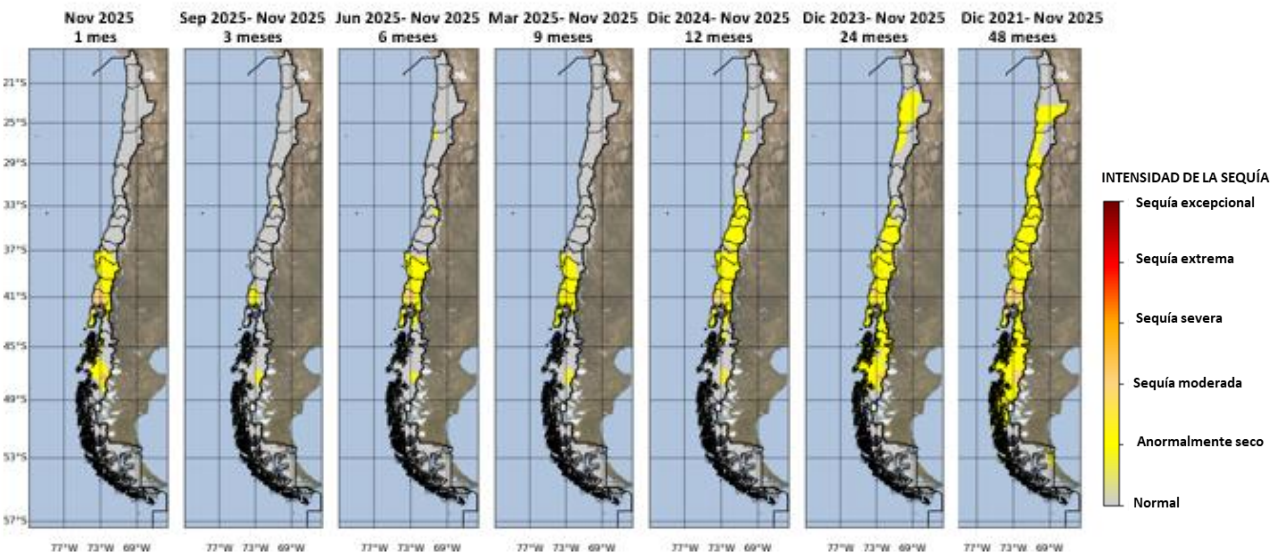 Nov 2025
1 mes
Sep 2025- Nov 2025
3 meses
Jun 2025- Nov 2025
6 meses
Mar 2025- Nov 2025
9 meses
Dic 2024- Nov 2025
12 meses
Dic 2023- Nov 2025
24 meses
Dic 2021- Nov 2025
48 meses
21°S
25°S
29°S
33°S
37°S
41°S
45°S
49°S
53°S
57°S
77°W 73°W 69°W
77°W 73°W 69°W
77°W 73°W 69°W
77°W 73°W 69°W
77°W 73°W 69°W
77°W 73°W 69°W
77°W 73°W 69°W
INTENSIDAD DE LA SEQUÍA
Sequía excepcional
Sequía extrema
Sequía severa
Sequía moderada
Anormalmente seco
Normal